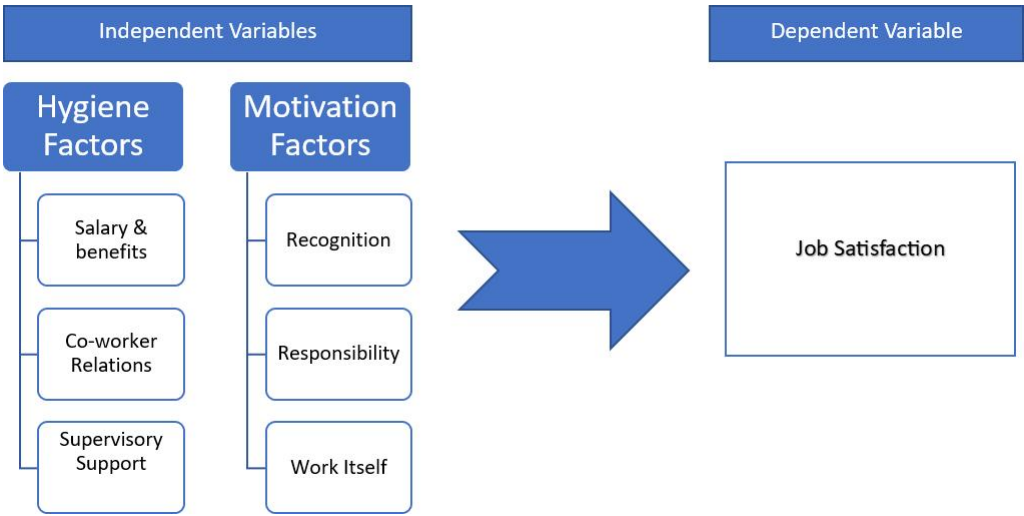 Independent Variables
Dependent Variable
Hygiene
Factors
Motivation
Factors
Salary &
benefits
Co-worker
Relations
Supervisory
Support
Recognition
Responsibility
Work Itself
Job Satisfaction